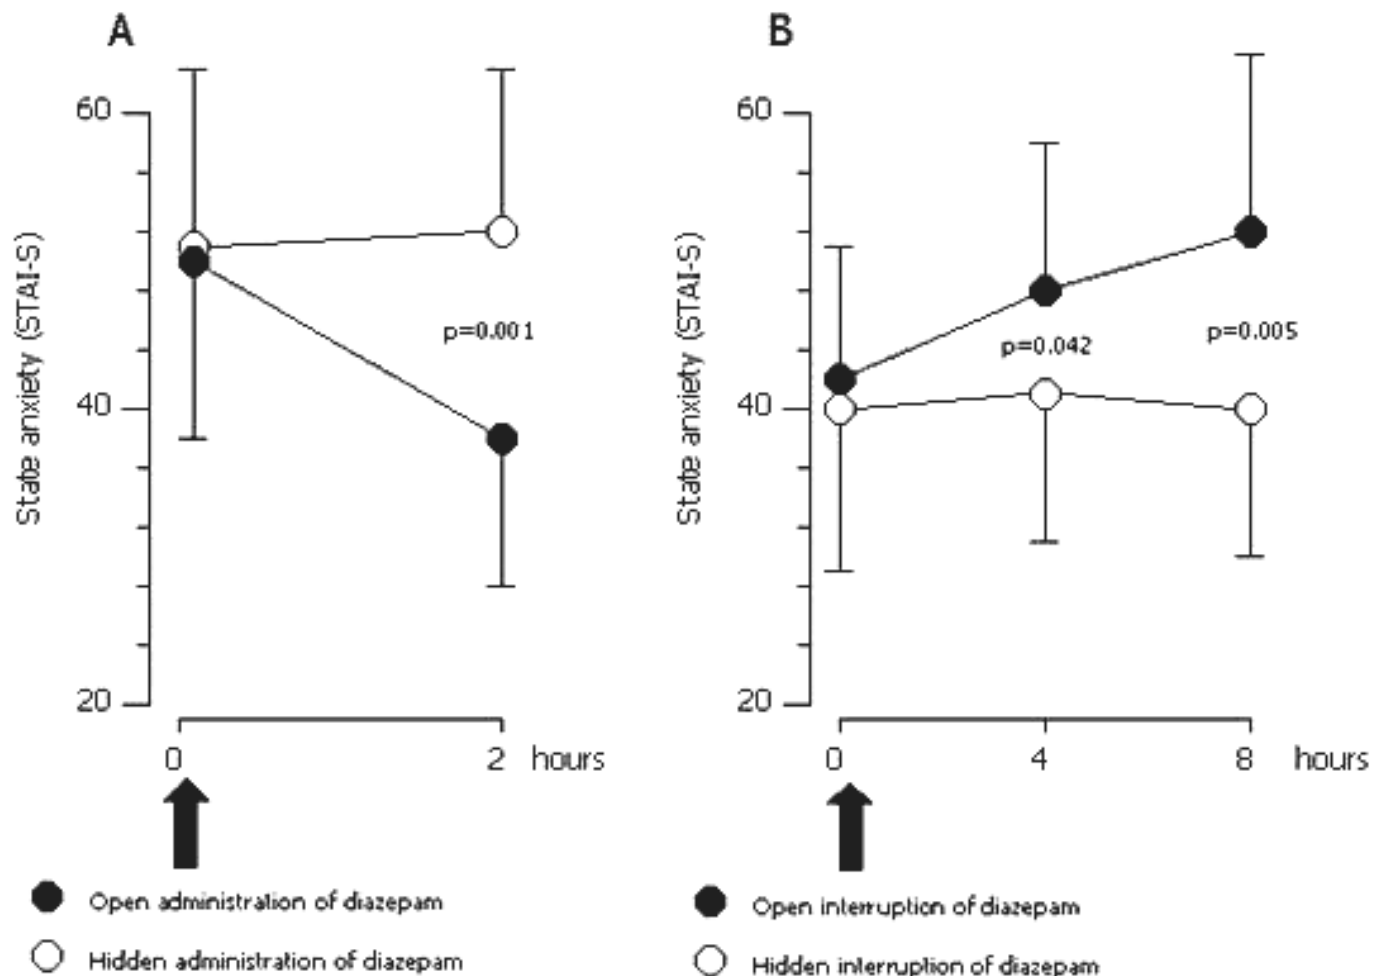 A
60
40
20
State anxiety (STAI-S)
p=0.001
0
2
hours
Open administration of diazepam
Hidden administration of diazepam
B
60
40
20
State anxiety (STAI-S)
p=0.042
p=0.005
0
4
8
hours
Open interruption of diazepam
Hidden interruption of diazepam